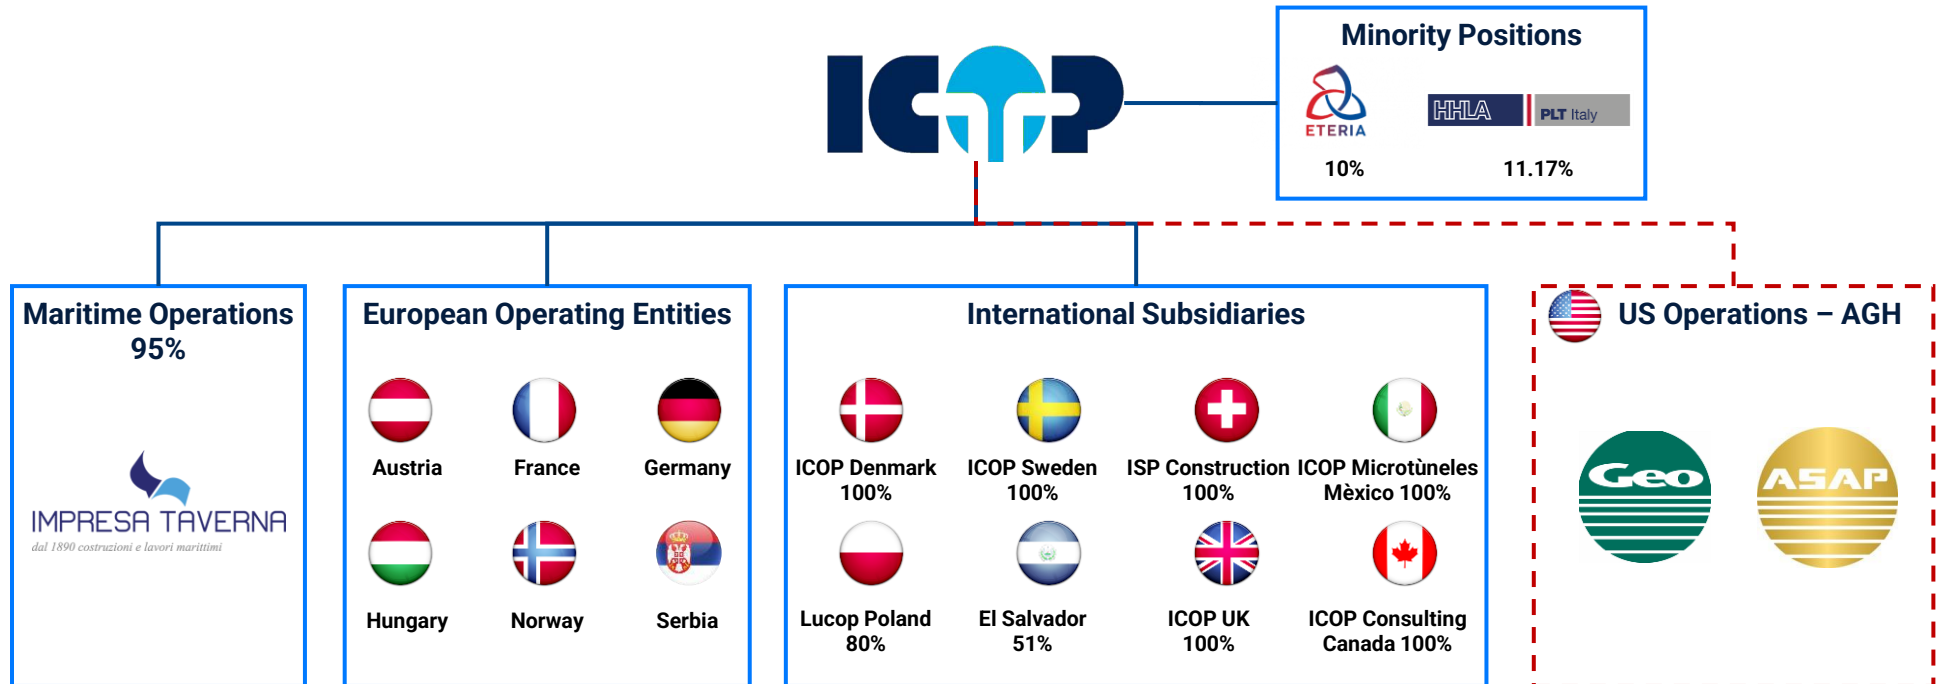 ICOP
Minority Positions
ETERIA
HHLA PLT Italy
10% 11.17%
Maritime Operations
95%
IMPRESA TAVERNA
dal 1890 costruzioni e lavori marittimi
European Operating Entities
Austria France Germany
Hungary Norway Serbia
International Subsidiaries
ICOP Denmark
100%
ICOP Sweden
100%
ISP Construction
100%
ICOP Microtùneles
Mèxico 100%
Lucop Poland
80%
El Salvador
51%
ICOP UK
100%
ICOP Consulting
Canada 100%
US Operations – AGH
Geo
ASAP